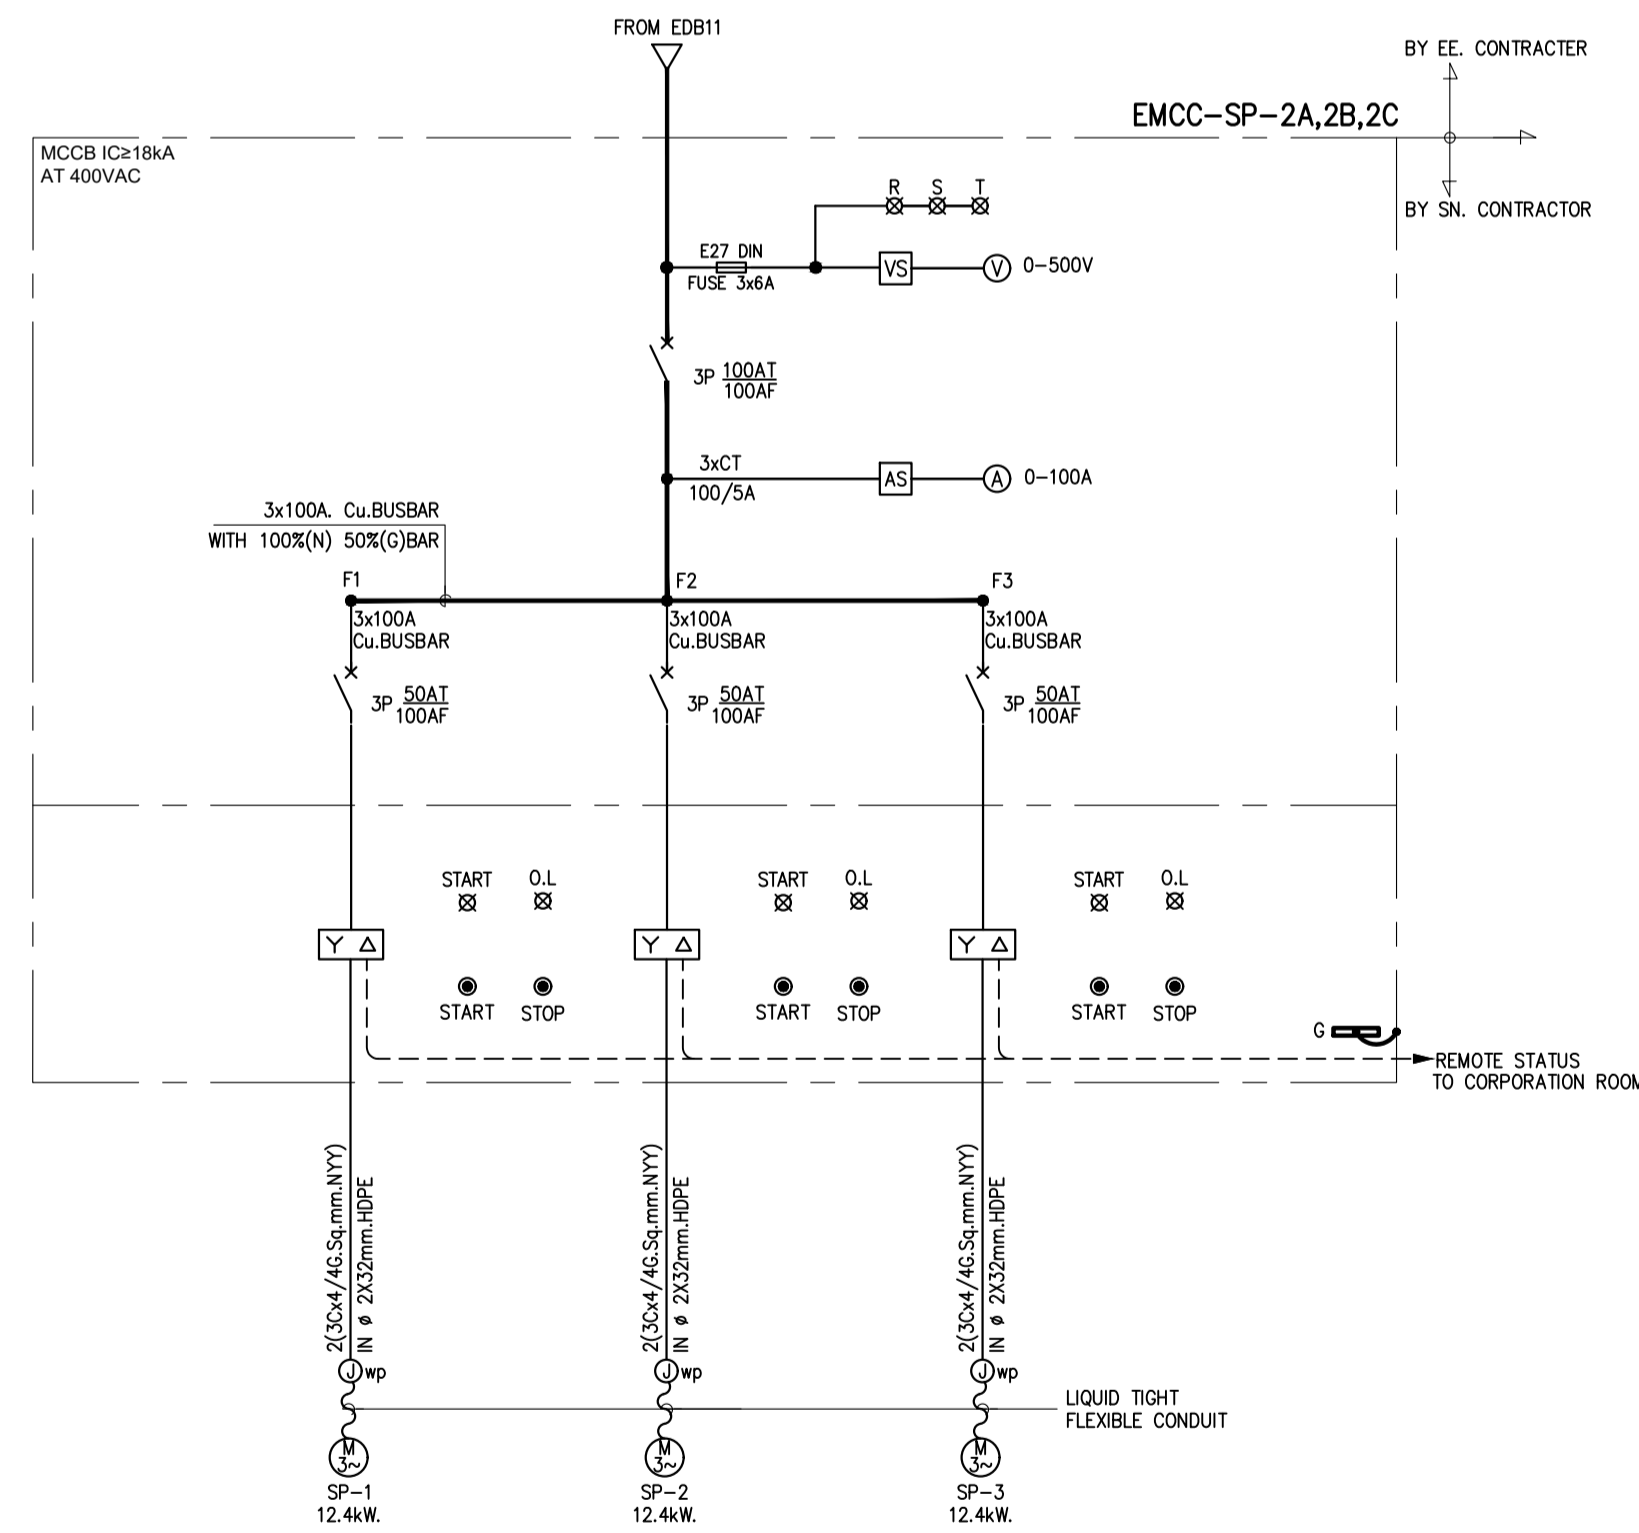 FROM EDB11
BY EE. CONTRACTER
EMCC-SP-2A,2B,2C
MCCB IC≥18kA
AT 400VAC
BY SN. CONTRACTOR
R S T
E27 DIN
FUSE 3x6A
VS
V
0-500V
3P 100AT
100AF
3xCT
100/5A
AS
A
0-100A
3x100A. Cu.BUSBAR
WITH 100%(N) 50%(G)BAR
F1
F2
F3
3x100A
Cu.BUSBAR
3x100A
Cu.BUSBAR
3x100A
Cu.BUSBAR
3P 50AT
100AF
3P 50AT
100AF
3P 50AT
100AF
START O.L
START O.L
START O.L
Y Δ
Y Δ
Y Δ
START STOP
START STOP
START STOP
G
REMOTE STATUS
TO CORPORATION ROOM
2(3Cx4/4G.Sq.mm.NYY)
IN ø 2X32mm.HDPE
2(3Cx4/4G.Sq.mm.NYY)
IN ø 2X32mm.HDPE
2(3Cx4/4G.Sq.mm.NYY)
IN ø 2X32mm.HDPE
J wp
J wp
J wp
LIQUID TIGHT
FLEXIBLE CONDUIT
M
3~
M
3~
M
3~
SP-1
12.4kW.
SP-2
12.4kW.
SP-3
12.4kW.